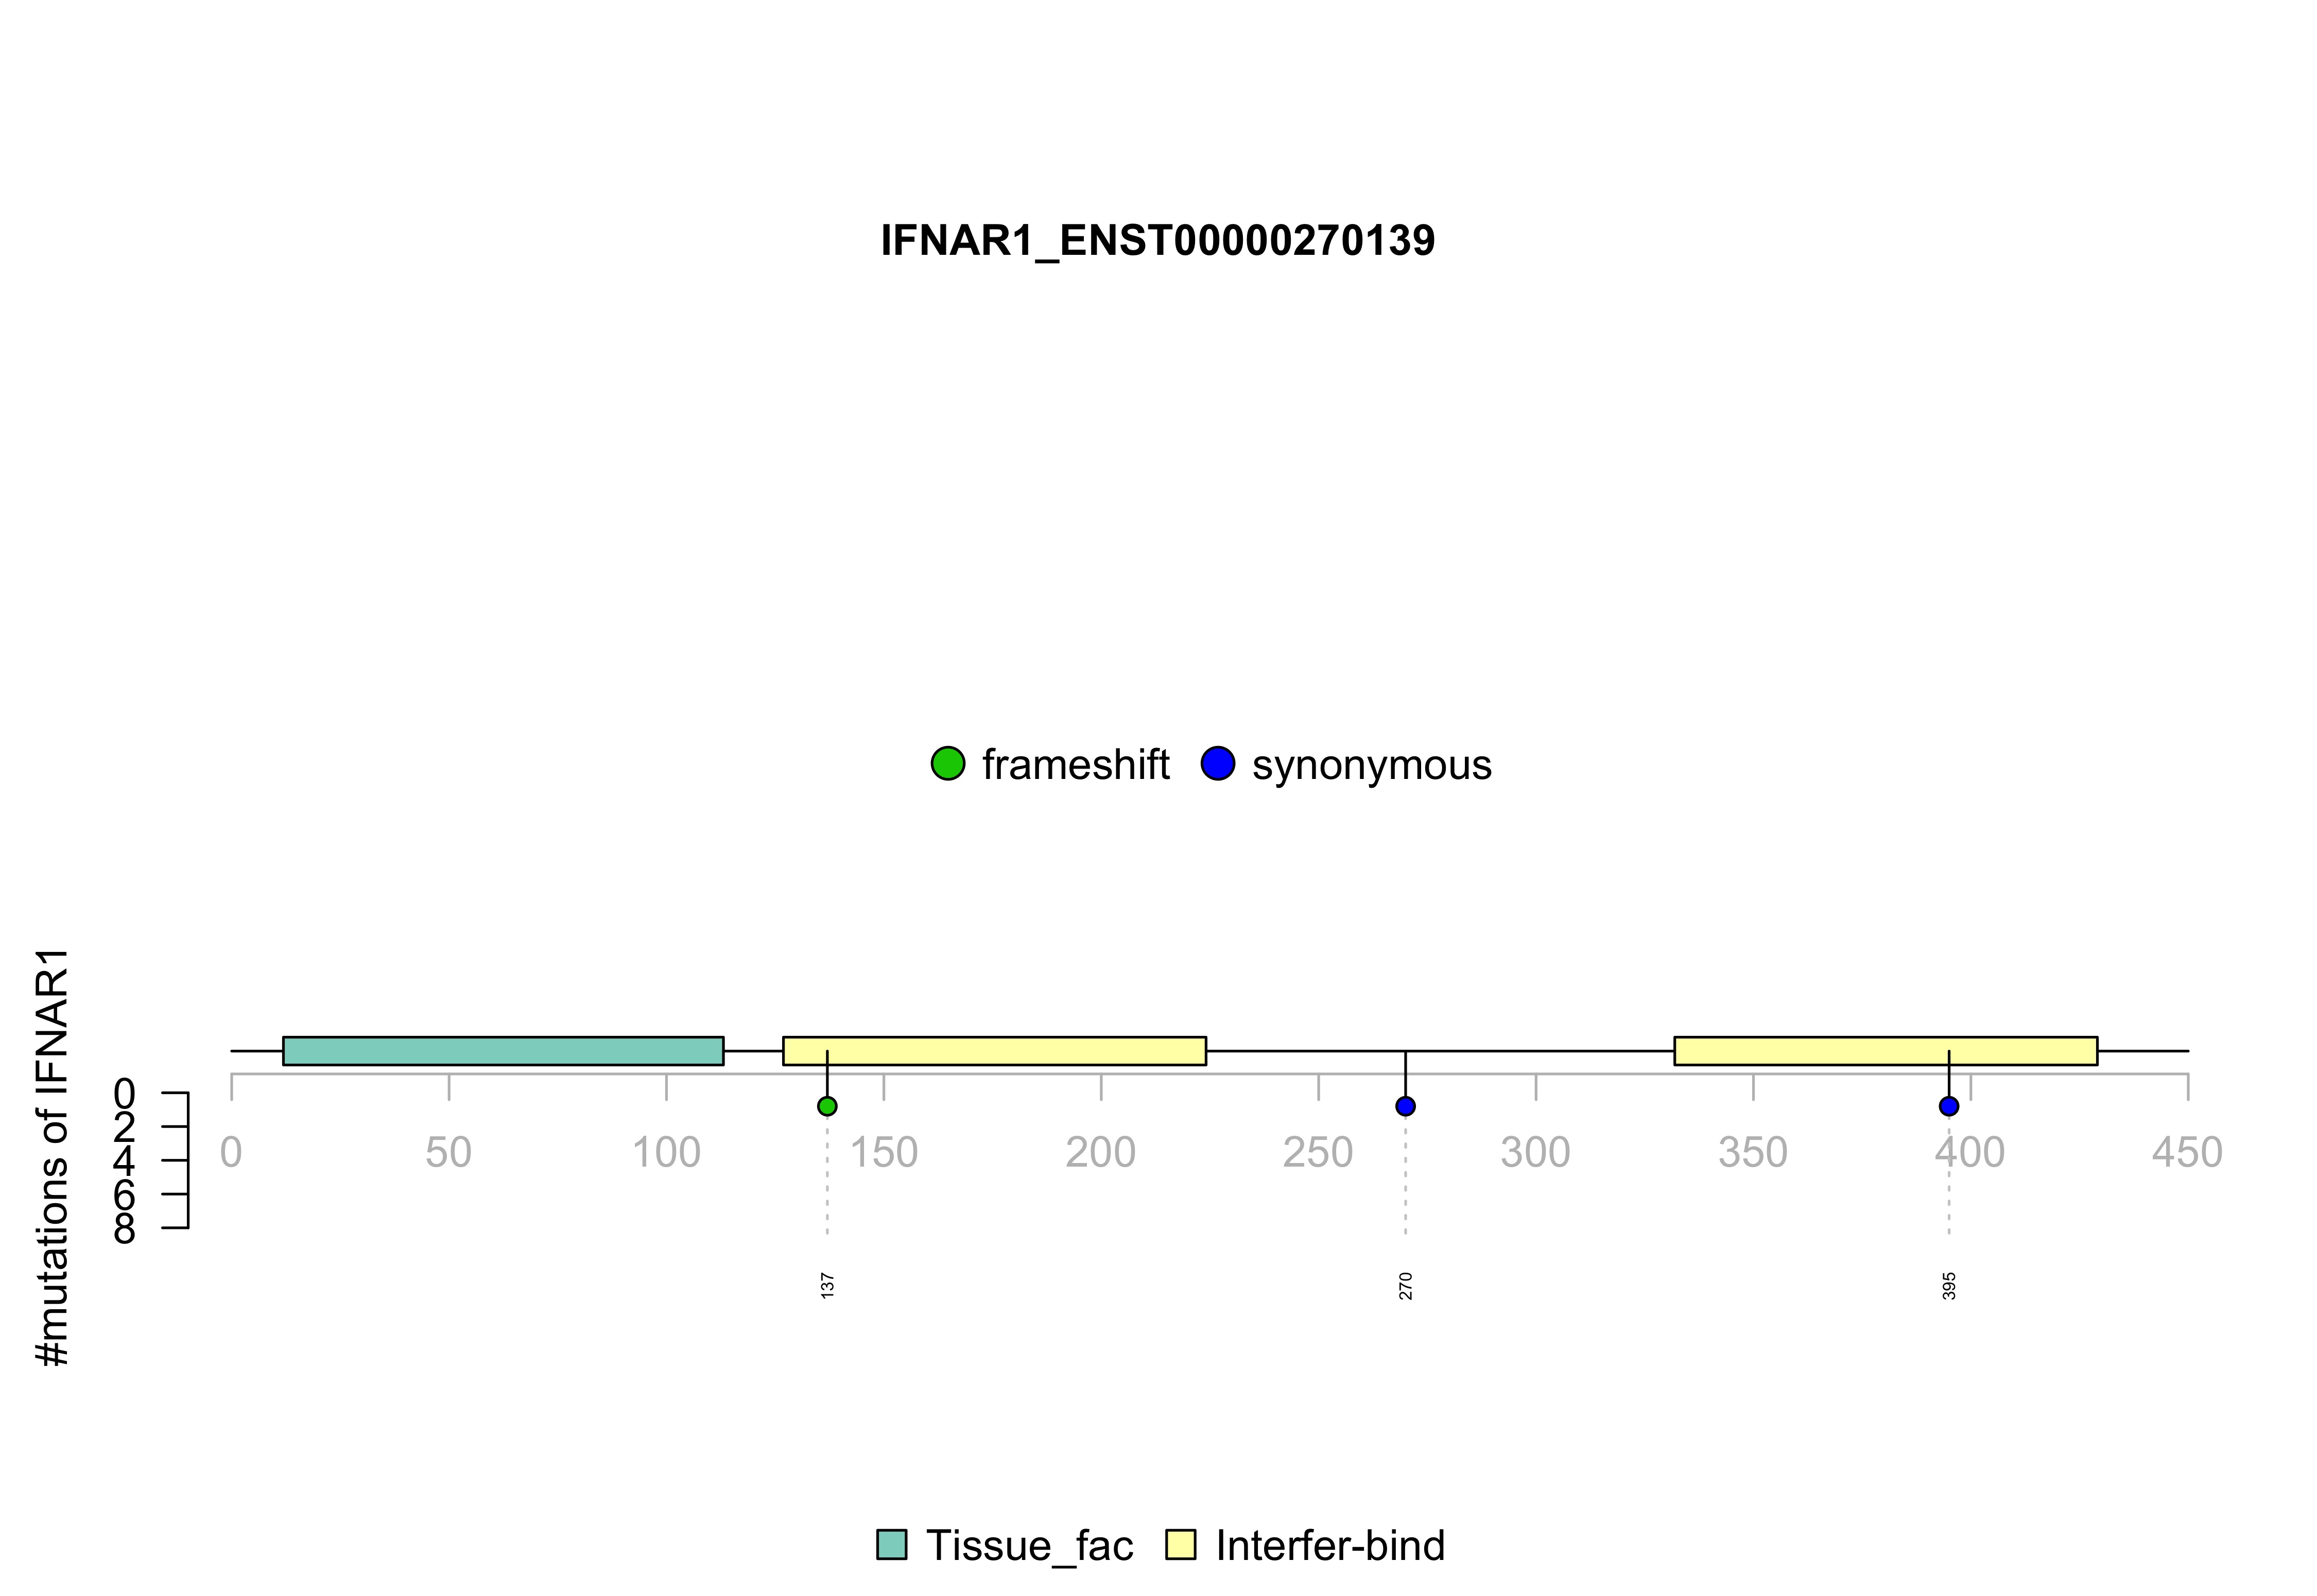 IFNAR1_ENST00000270139
frameshift synonymous
#mutations of IFNAR1
0
2
4
6
8
0 50 100 150 200 250 300 350 400 450
137 270 395
Tissue_fac Interfer-bind